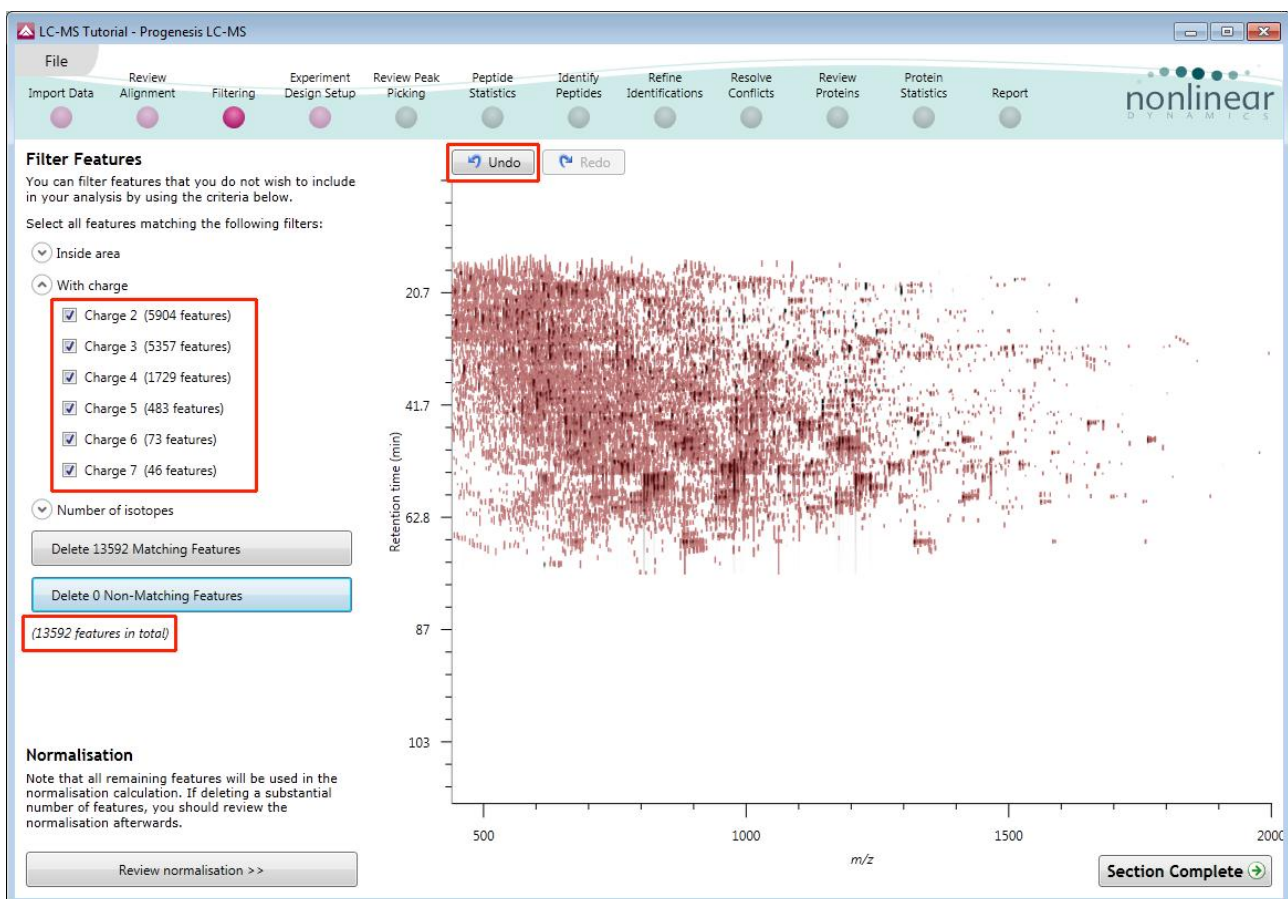 LC-MS Tutorial - Progenesis LC-MS
File
Import Data
Review
Alignment
Filtering
Experiment
Design Setup
Review Peak
Picking
Peptide
Statistics
Identify
Peptides
Refine
Identifications
Resolve
Conflicts
Review
Proteins
Protein
Statistics
Report
nonlinear
DYNAMICS
Filter Features
You can filter features that you do not wish to include
in your analysis by using the criteria below.
Select all features matching the following filters:
Inside area
With charge
Charge 2 (5904 features)
Charge 3 (5357 features)
Charge 4 (1729 features)
Charge 5 (483 features)
Charge 6 (73 features)
Charge 7 (46 features)
Number of isotopes
Delete 13592 Matching Features
Delete 0 Non-Matching Features
(13592 features in total)
Normalisation
Note that all remaining features will be used in the
normalisation calculation. If deleting a substantial
number of features, you should review the
normalisation afterwards.
Review normalisation >>
Undo
Redo
Retention time (min)
20.7
41.7
62.8
87
103
500
1000
1500
2000
m/z
Section Complete